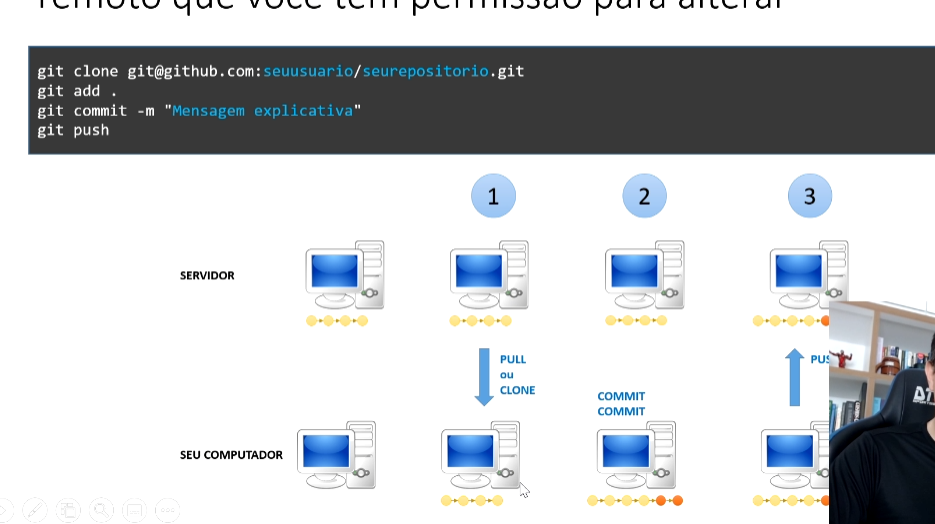 remoto que você tem permissão para alterar
git clone git@github.com:seuusuario/seurepositorio.git
git add .
git commit -m "Mensagem explicativa"
git push
1
2
3
SERVIDOR
PULL
ou
CLONE
COMMIT
COMMIT
SEU COMPUTADOR